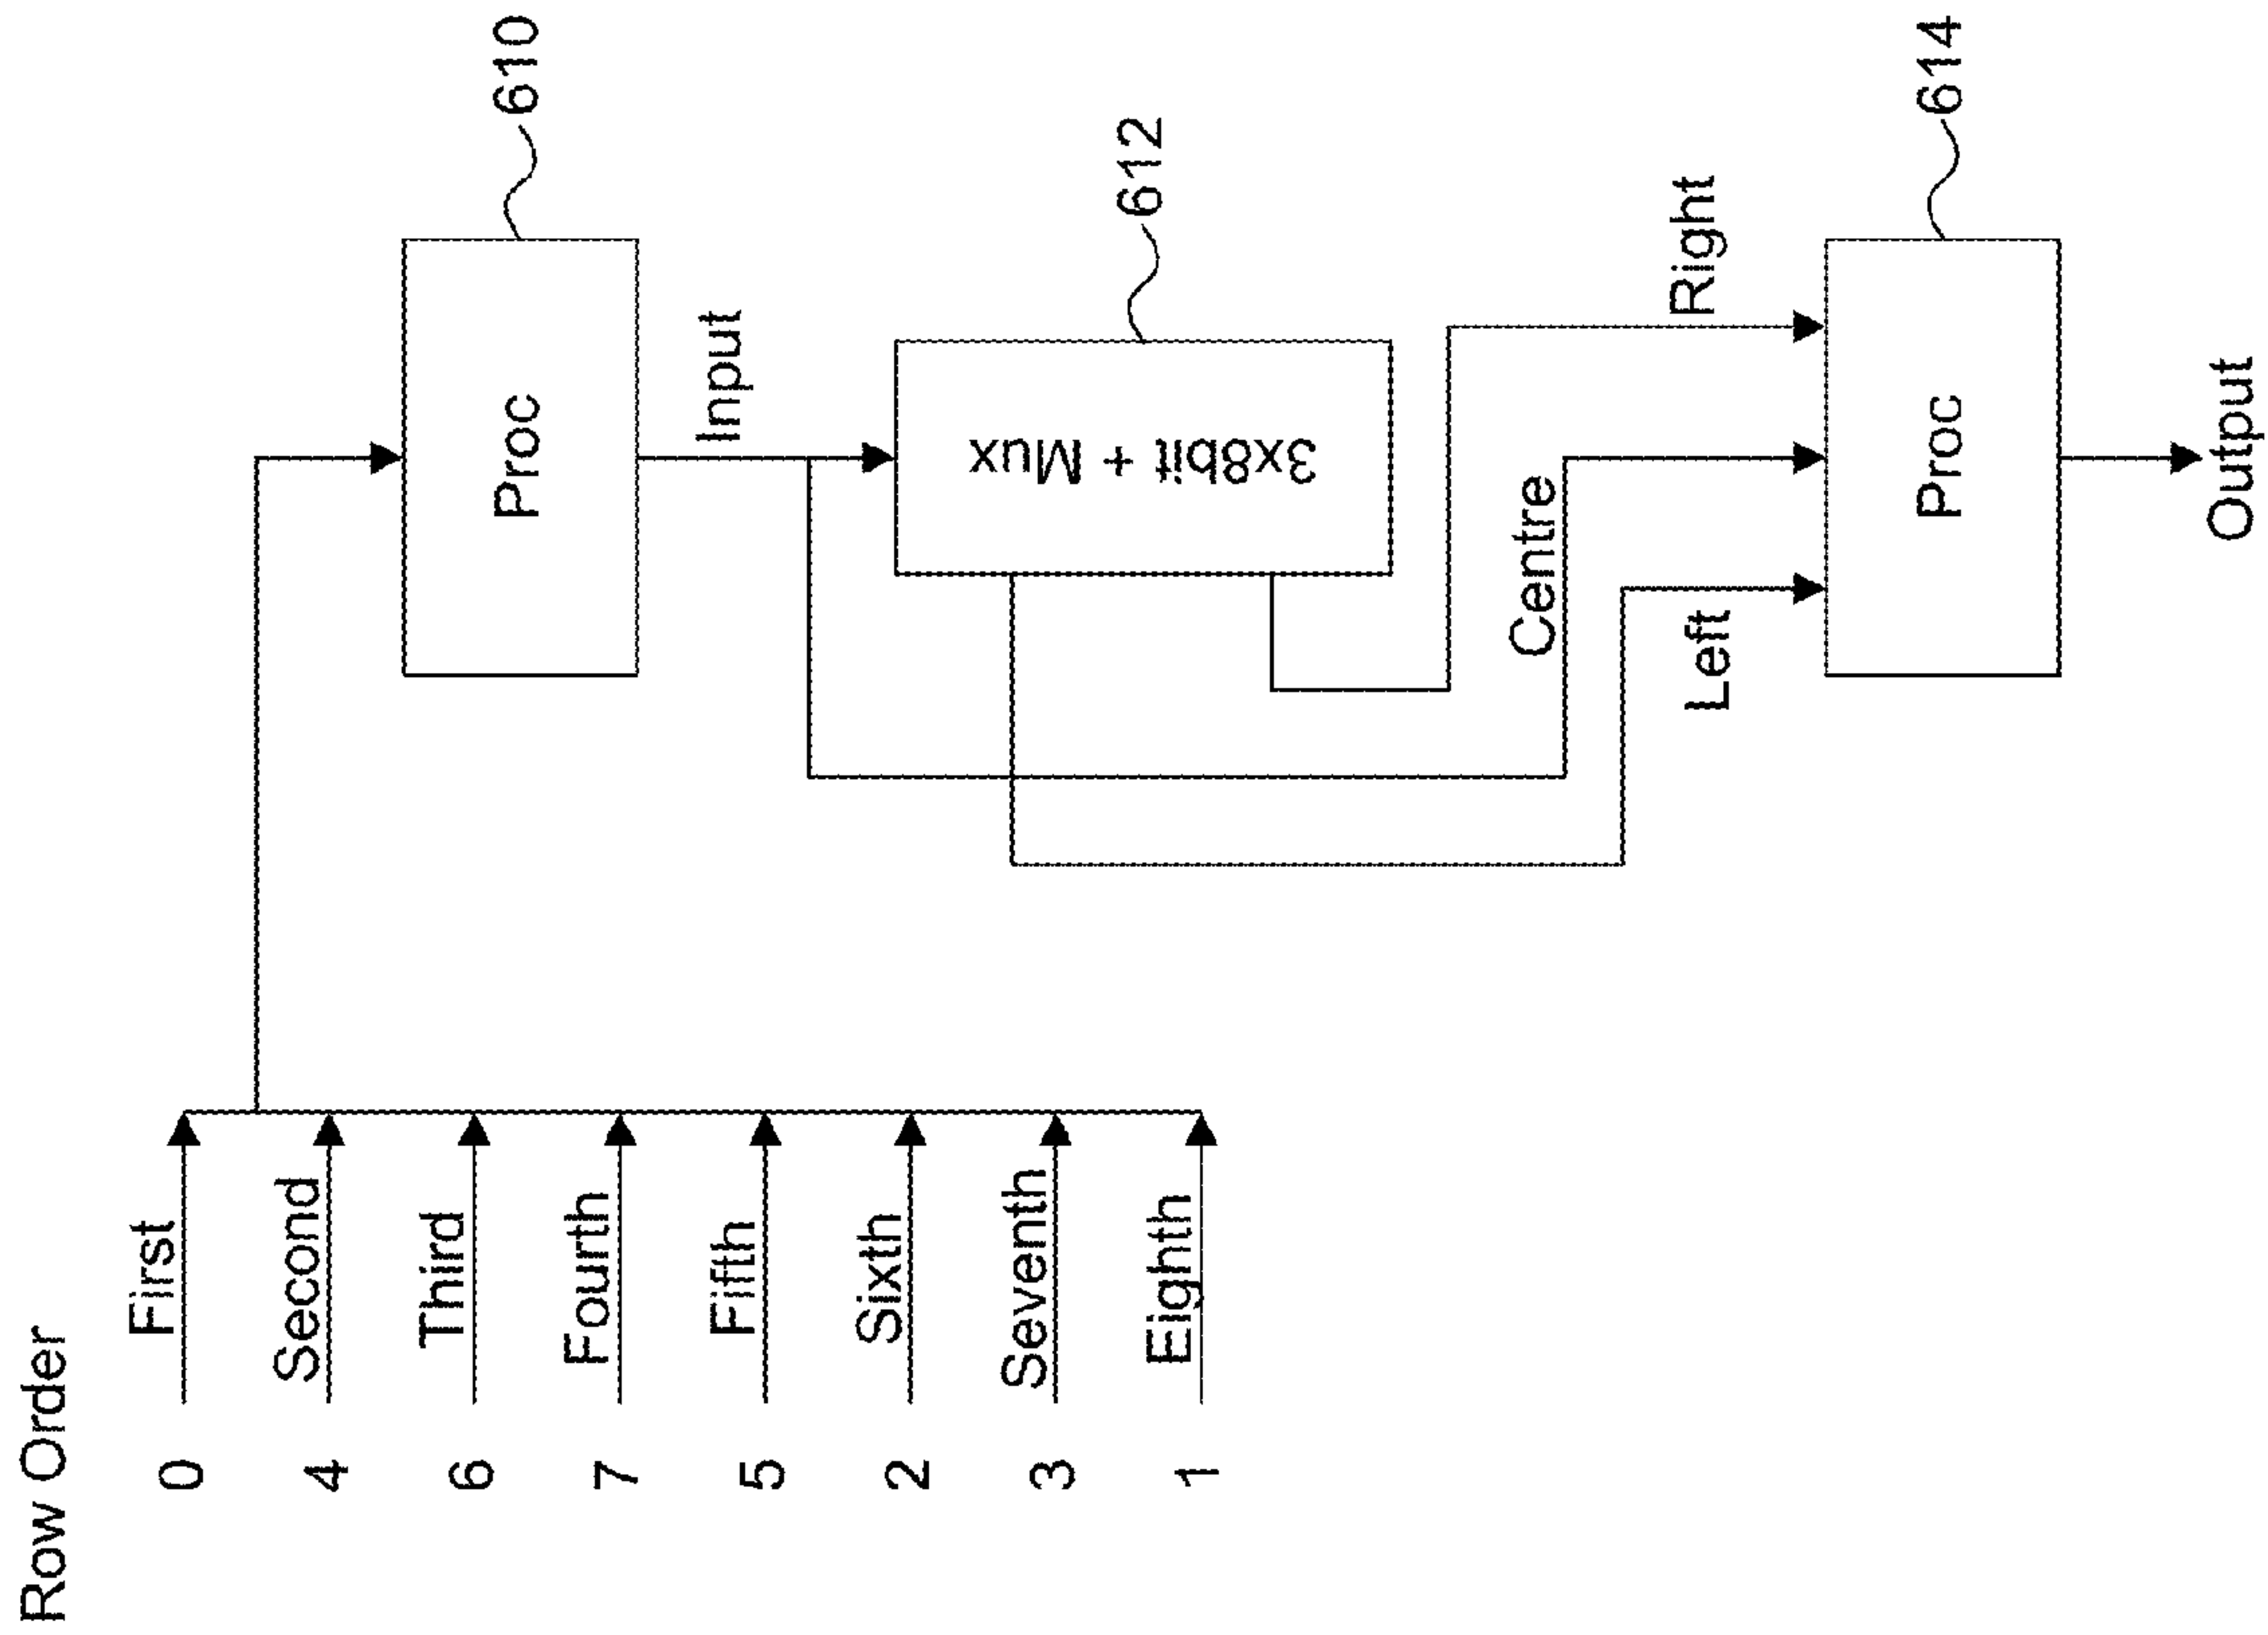 Row Order
0 First
4 Second
6 Third
7 Fourth
5 Fifth
2 Sixth
3 Seventh
1 Eighth
Proc
610
Input
3x8bit + Mux
612
Centre
Left
Right
Proc
614
Output